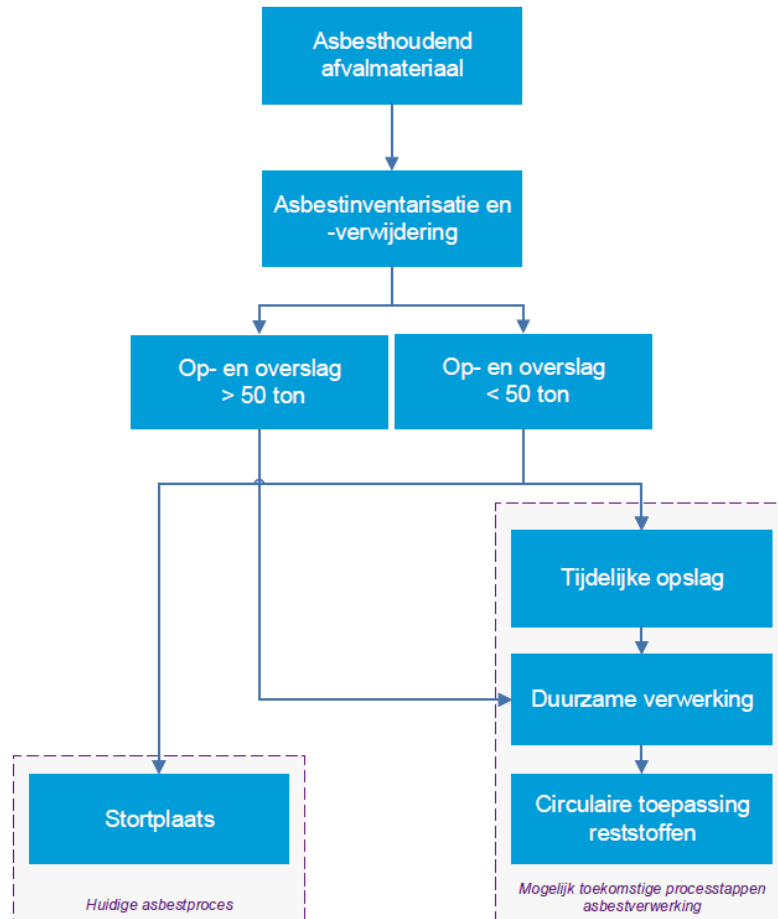 Asbesthoudend
afvalmateriaal
Asbestinventarisatie en
-verwijdering
Op- en overslag
> 50 ton
Op- en overslag
< 50 ton
Tijdelijke opslag
Duurzame verwerking
Stortplaats
Circulaire toepassing
reststoffen
Huidige asbestproces
Mogelijk toekomstige processtappen
asbestverwerking